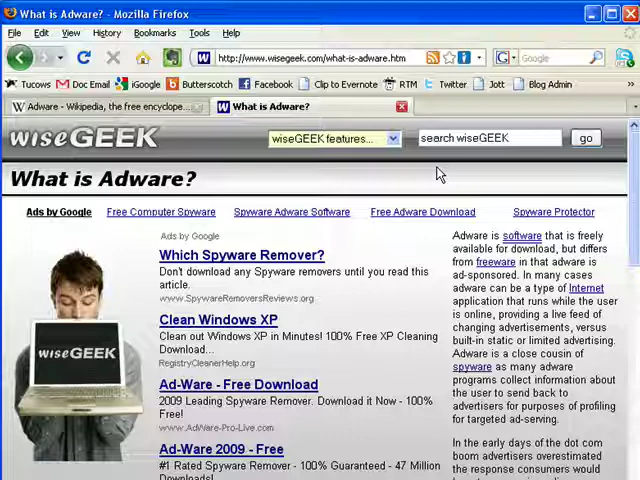 What is Adware? - Mozilla Firefox
File Edit View History Bookmarks Tools Help
http://www.wisegeek.com/what-is-adware.htm
Google
Tucows Doc Email iGoogle Butterscotch Facebook Clip to Evernote RTM Twitter Jott Blog Admin
Adware - Wikipedia, the free encyclope...
What is Adware?
wiseGEEK
wiseGEEK features...
search wiseGEEK
go
What is Adware?
Ads by Google Free Computer Spyware Spyware Adware Software Free Adware Download Spyware Protector
Ads by Google
Which Spyware Remover?
Don't download any Spyware removers until you read this
article.
www.SpywareRemoversReviews.org
Clean Windows XP
Clean out Windows XP in Minutes! 100% Free XP Cleaning
Download...
RegistryCleanerHelp.org
Ad-Ware - Free Download
2009 Leading Spyware Remover. Download it Now - 100%
Free!
www.AdWare-Pro-Live.com
Ad-Ware 2009 - Free
#1 Rated Spyware Remover - 100% Guaranteed - 47 Million
Downloads!
wiseGEEK
Adware is software that is freely
available for download, but differs
from freeware in that adware is
ad-sponsored. In many cases
adware can be a type of Internet
application that runs while the user
is online, providing a live feed of
changing advertisements, versus
built-in static or limited advertising.
Adware is a close cousin of
spyware as many adware
programs collect information about
the user to send back to
advertisers for purposes of profiling
for targeted ad-serving.
In the early days of the dot com
boom advertisers overestimated
the response consumers would